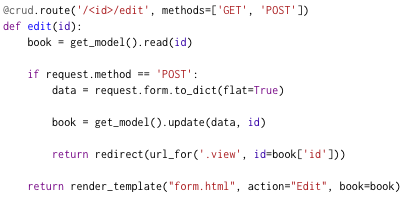 @crud.route('/<id>/edit', methods=['GET', 'POST'])
def edit(id):
    book = get_model().read(id)

    if request.method == 'POST':
        data = request.form.to_dict(flat=True)

        book = get_model().update(data, id)

        return redirect(url_for('.view', id=book['id']))

    return render_template("form.html", action="Edit", book=book)